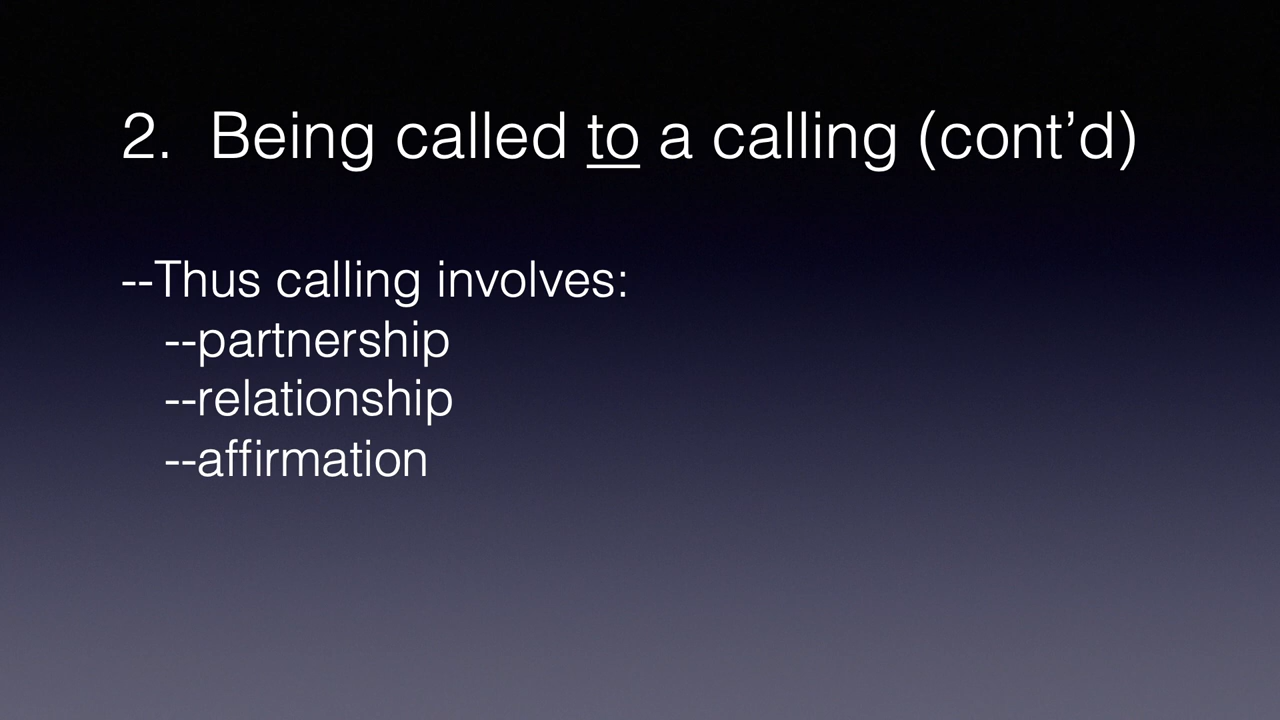 2. Being called to a calling (cont’d)
--Thus calling involves:
--partnership
--relationship
--affirmation